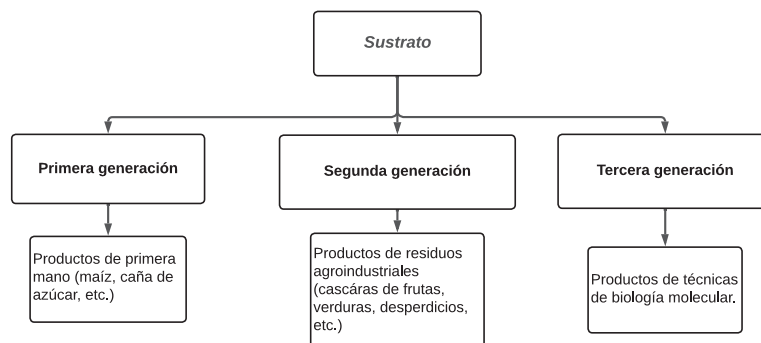 Sustrato
Primera generación
Segunda generación
Tercera generación
Productos de primera
mano (maíz, caña de
azúcar, etc.)
Productos de residuos
agroindustriales
(cascáras de frutas,
verduras, desperdicios,
etc.)
Productos de técnicas
de biología molecular.